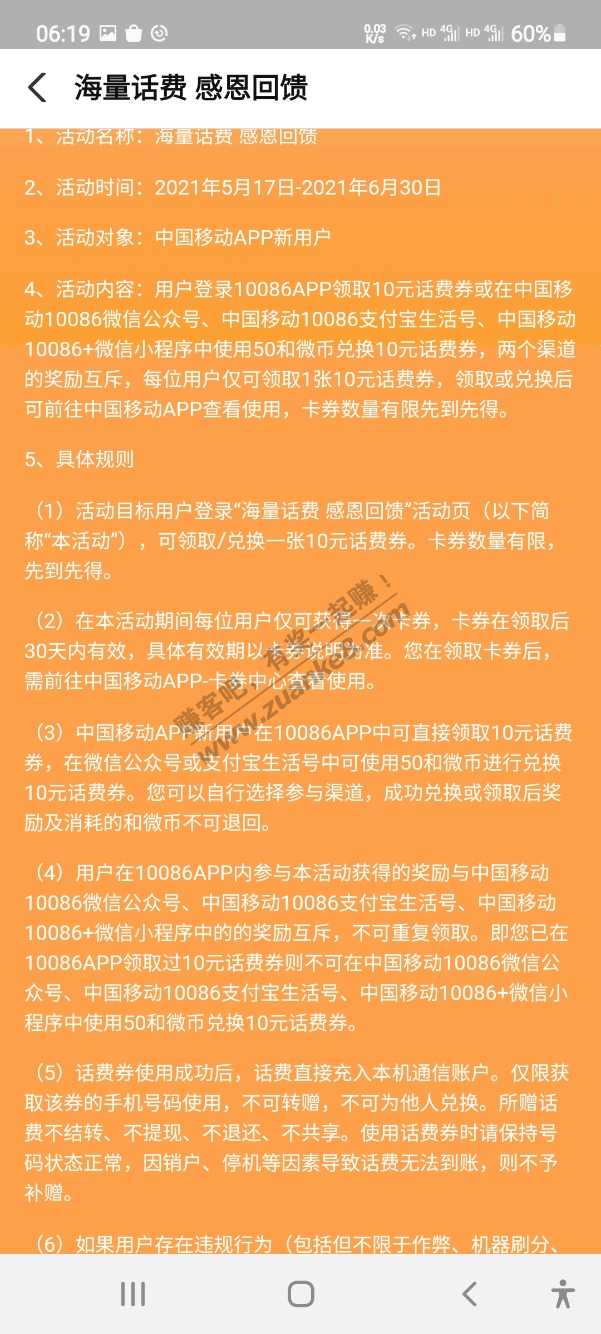 06:19
0.03 K/s HD 4G HD 4G 60%
海量话费 感恩回馈
1、活动名称：海量话费 感恩回馈
2、活动时间：2021年5月17日-2021年6月30日
3、活动对象：中国移动APP新用户
4、活动内容：用户登录10086APP领取10元话费券或在中国移
动10086微信公众号、中国移动10086支付宝生活号、中国移动
10086+微信小程序中使用50和微币兑换10元话费券，两个渠道
的奖励互斥，每位用户仅可领取1张10元话费券，领取或兑换后
可前往中国移动APP查看使用，卡券数量有限先到先得。
5、具体规则
（1）活动目标用户登录“海量话费 感恩回馈”活动页（以下简
称“本活动”），可领取/兑换一张10元话费券。卡券数量有限，
先到先得。
（2）在本活动期间每位用户仅可获得一次卡券，卡券在领取后
30天内有效，具体有效期以卡券说明为准。您在领取卡券后，
需前往中国移动APP-卡券中心查看使用。
（3）中国移动APP新用户在10086APP中可直接领取10元话费
券，在微信公众号或支付宝生活号中可使用50和微币进行兑换
10元话费券。您可以自行选择参与渠道，成功兑换或领取后奖
励及消耗的和微币不可退回。
（4）用户在10086APP内参与本活动获得的奖励与中国移动
10086微信公众号、中国移动10086支付宝生活号、中国移动
10086+微信小程序中的的奖励互斥，不可重复领取。即您已在
10086APP领取过10元话费券则不可在中国移动10086微信公
众号、中国移动10086支付宝生活号、中国移动10086+微信小
程序中使用50和微币兑换10元话费券。
（5）话费券使用成功后，话费直接充入本机通信账户。仅限获
取该券的手机号码使用，不可转赠，不可为他人兑换。所赠话
费不结转、不提现、不退还、不共享。使用话费券时请保持号
码状态正常，因销户、停机等因素导致话费无法到账，则不予
补赠。
（6）如果用户存在违规行为（包括但不限于作弊、机器刷分、
赚客吧，有奖一起赚！
www.zuanke8.com